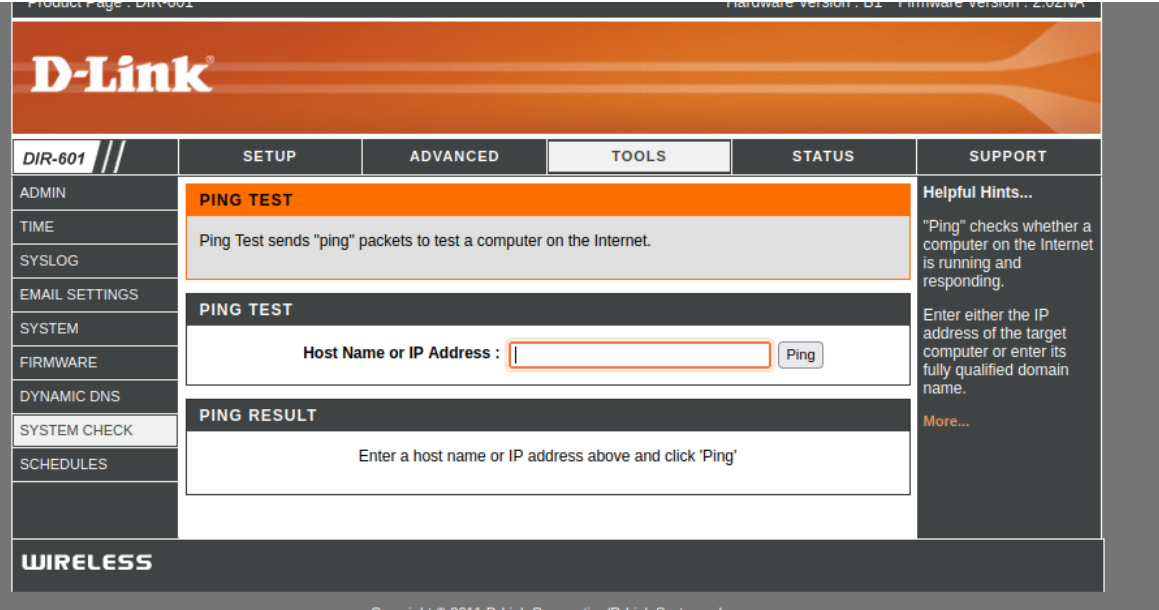 Product Page : DIR-601 Hardware Version : B1 Firmware Version : 2.02NA
D-Link®
DIR-601 SETUP ADVANCED TOOLS STATUS SUPPORT
ADMIN
TIME
SYSLOG
EMAIL SETTINGS
SYSTEM
FIRMWARE
DYNAMIC DNS
SYSTEM CHECK
SCHEDULES
PING TEST
Ping Test sends "ping" packets to test a computer on the Internet.
PING TEST
Host Name or IP Address : Ping
PING RESULT
Enter a host name or IP address above and click 'Ping'
Helpful Hints...
"Ping" checks whether a
computer on the Internet
is running and
responding.
Enter either the IP
address of the target
computer or enter its
fully qualified domain
name.
More...
WIRELESS
Copyright © 2011 D-Link